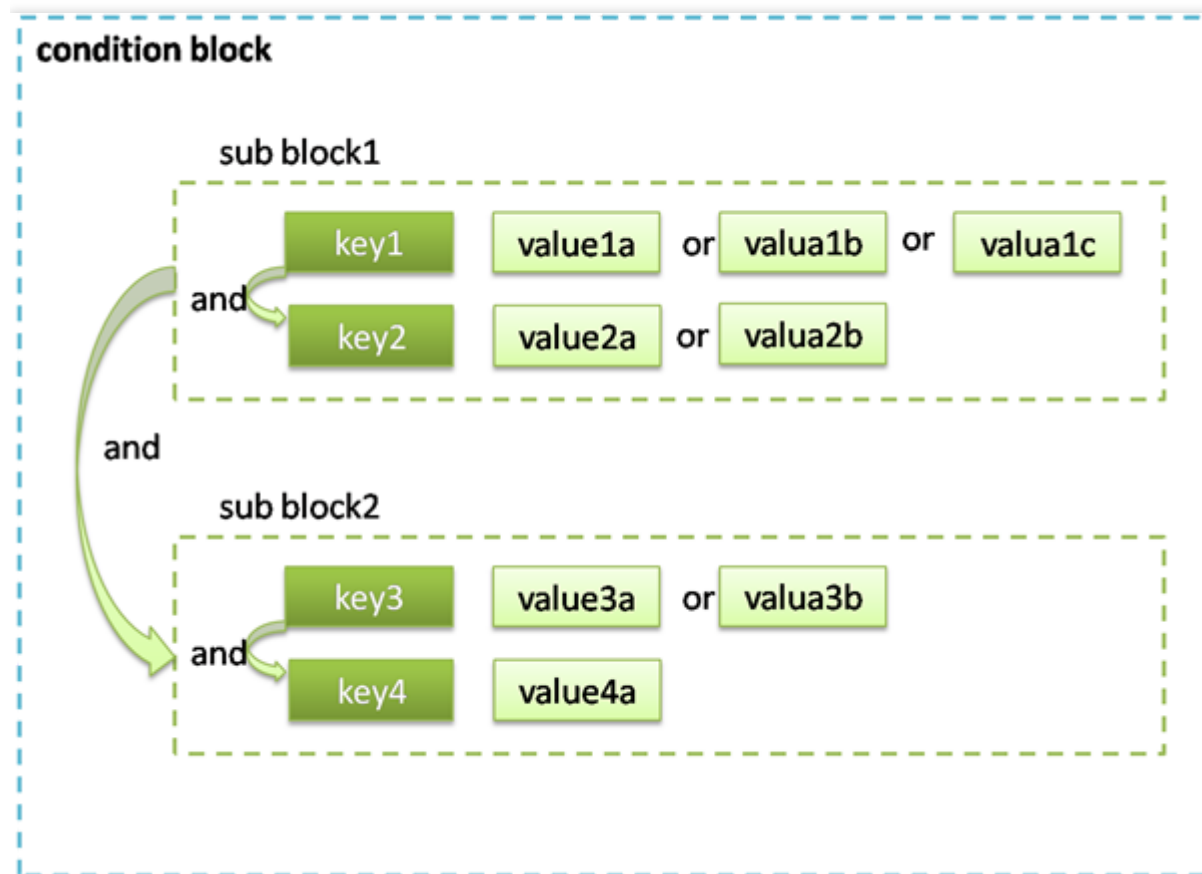 condition block
sub block1
key1 value1a or valua1b or valua1c
and
key2 value2a or valua2b
and
sub block2
key3 value3a or valua3b
and
key4 value4a